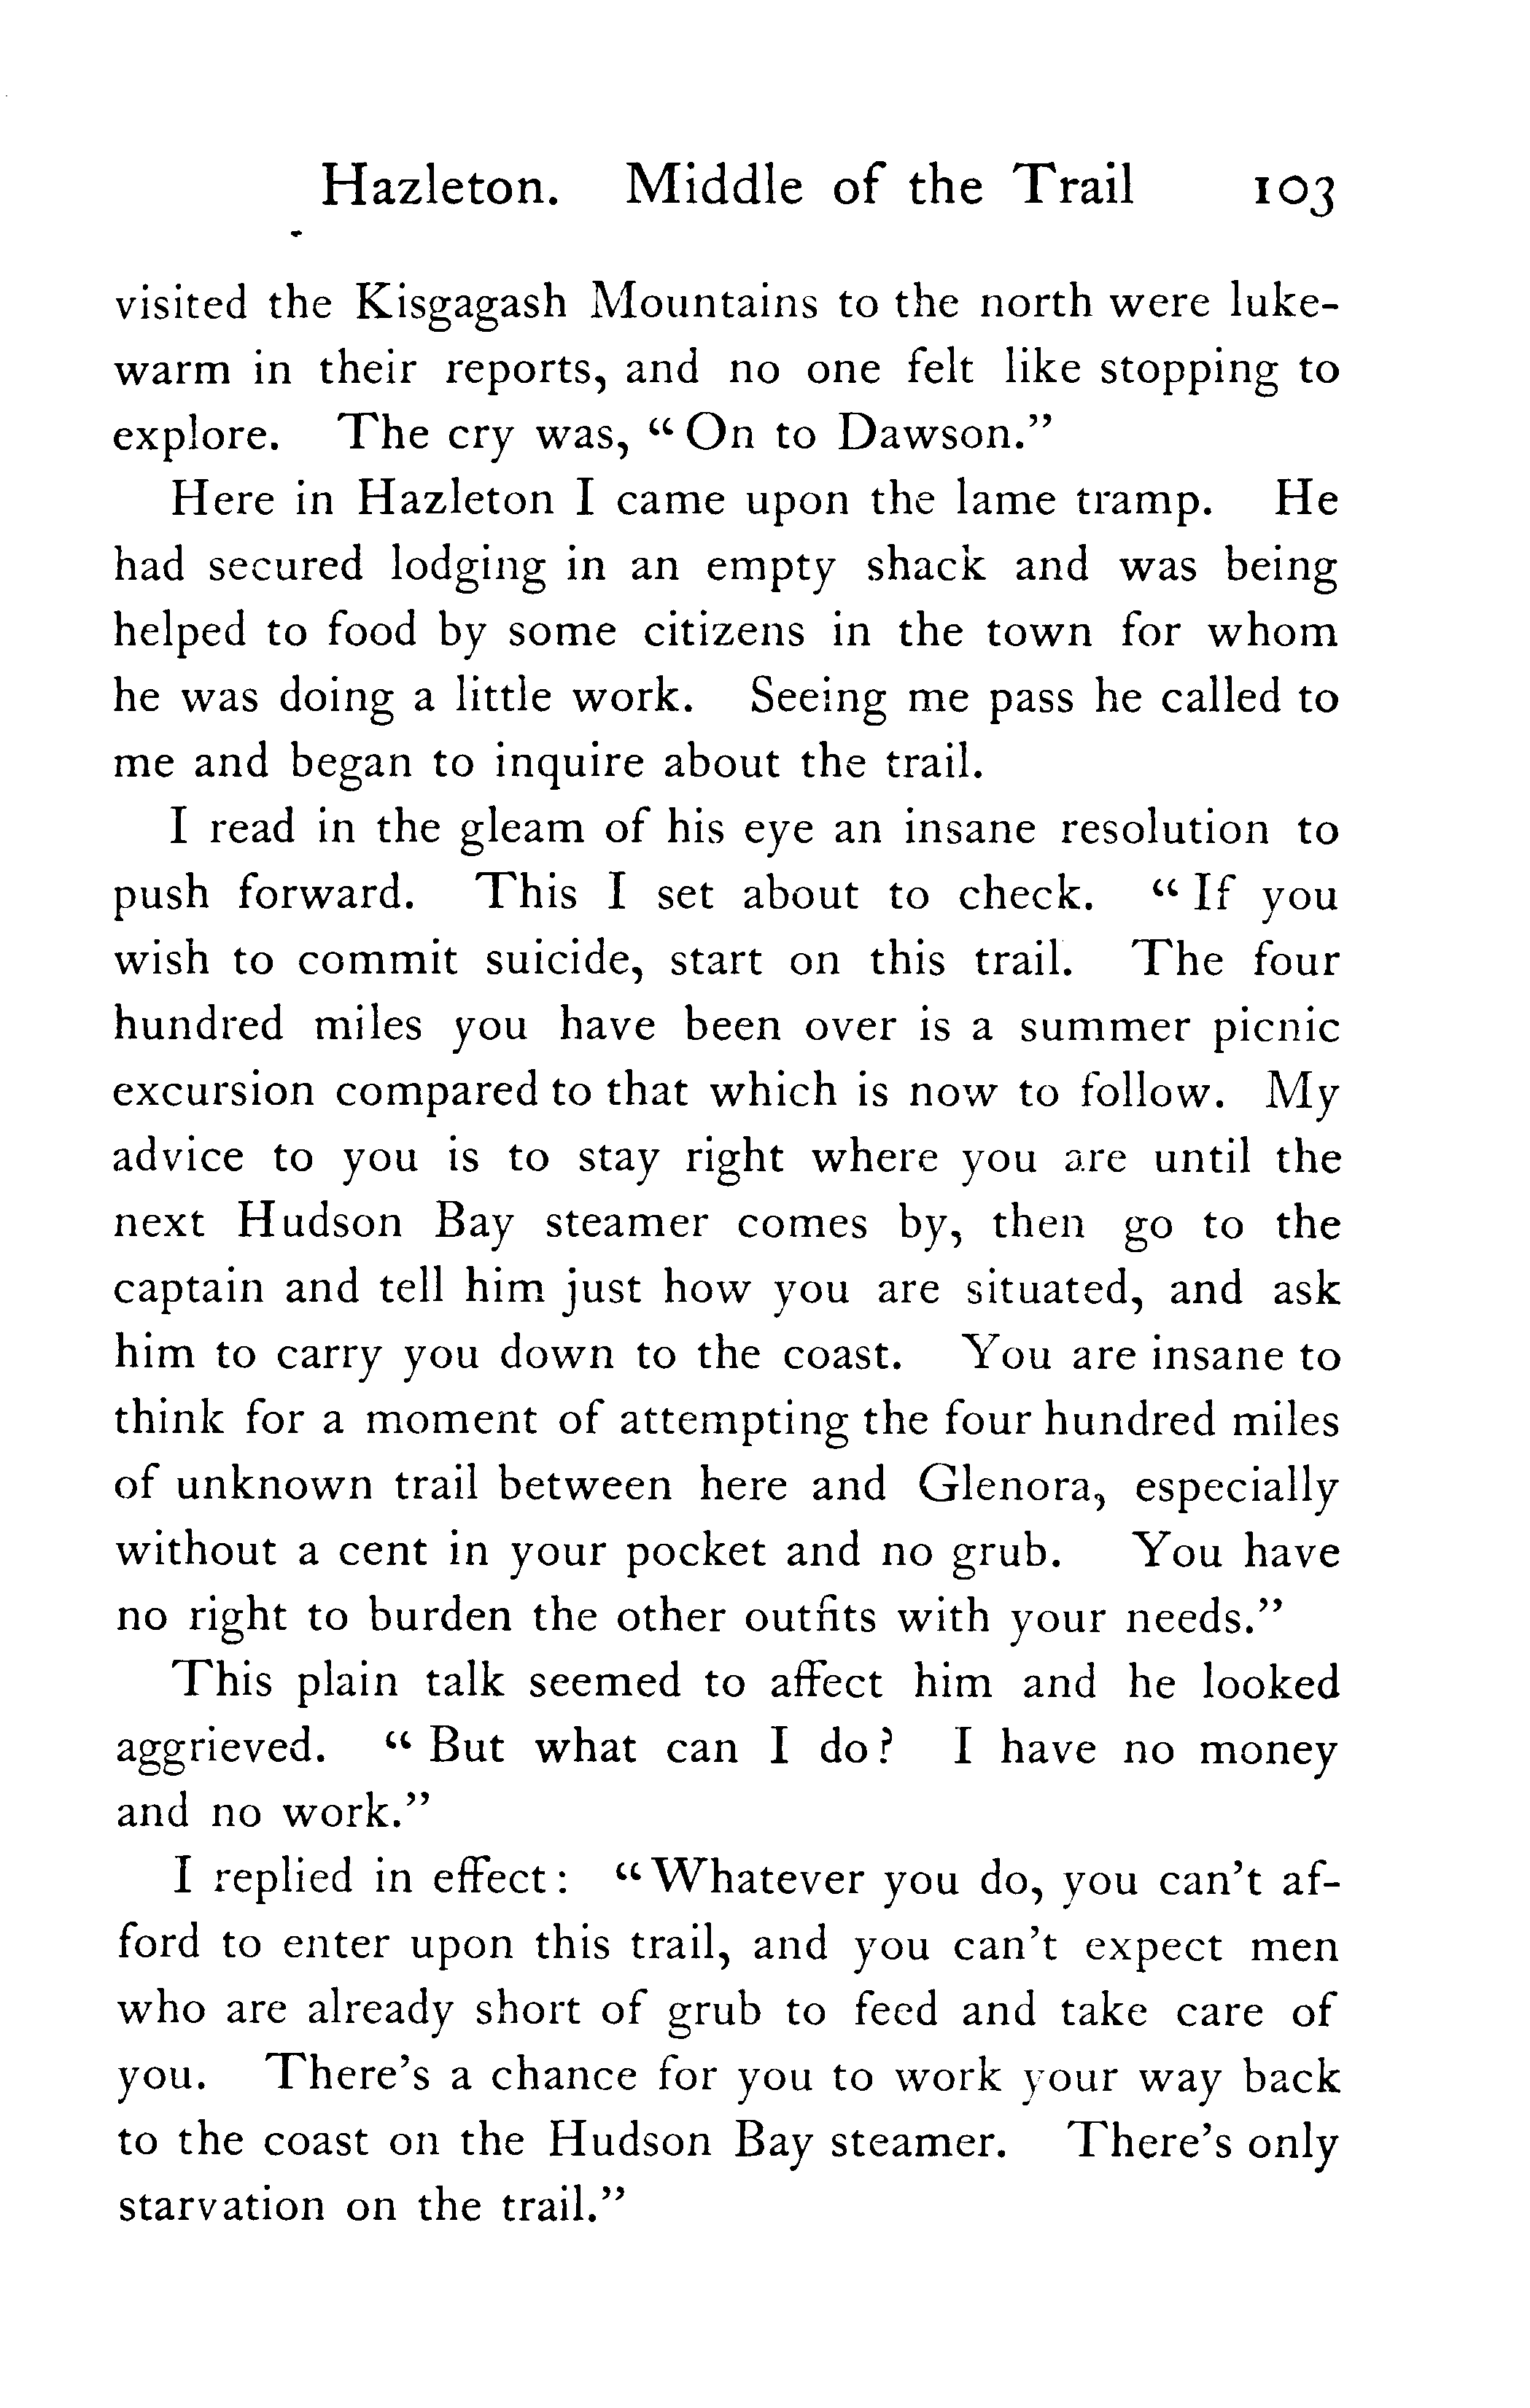 Hazleton. Middle of the Trail 103
visited the Kisgagash Mountains to the north were luke-
warm in their reports, and no one felt like stopping to
explore. The cry was, “On to Dawson.”
Here in Hazleton I came upon the lame tramp. He
had secured lodging in an empty shack and was being
helped to food by some citizens in the town for whom
he was doing a little work. Seeing me pass he called to
me and began to inquire about the trail.
I read in the gleam of his eye an insane resolution to
push forward. This I set about to check. “If you
wish to commit suicide, start on this trail. The four
hundred miles you have been over is a summer picnic
excursion compared to that which is now to follow. My
advice to you is to stay right where you are until the
next Hudson Bay steamer comes by, then go to the
captain and tell him just how you are situated, and ask
him to carry you down to the coast. You are insane to
think for a moment of attempting the four hundred miles
of unknown trail between here and Glenora, especially
without a cent in your pocket and no grub. You have
no right to burden the other outfits with your needs.”
This plain talk seemed to affect him and he looked
aggrieved. “But what can I do? I have no money
and no work.”
I replied in effect: “Whatever you do, you can't af-
ford to enter upon this trail, and you can't expect men
who are already short of grub to feed and take care of
you. There's a chance for you to work your way back
to the coast on the Hudson Bay steamer. There's only
starvation on the trail.”